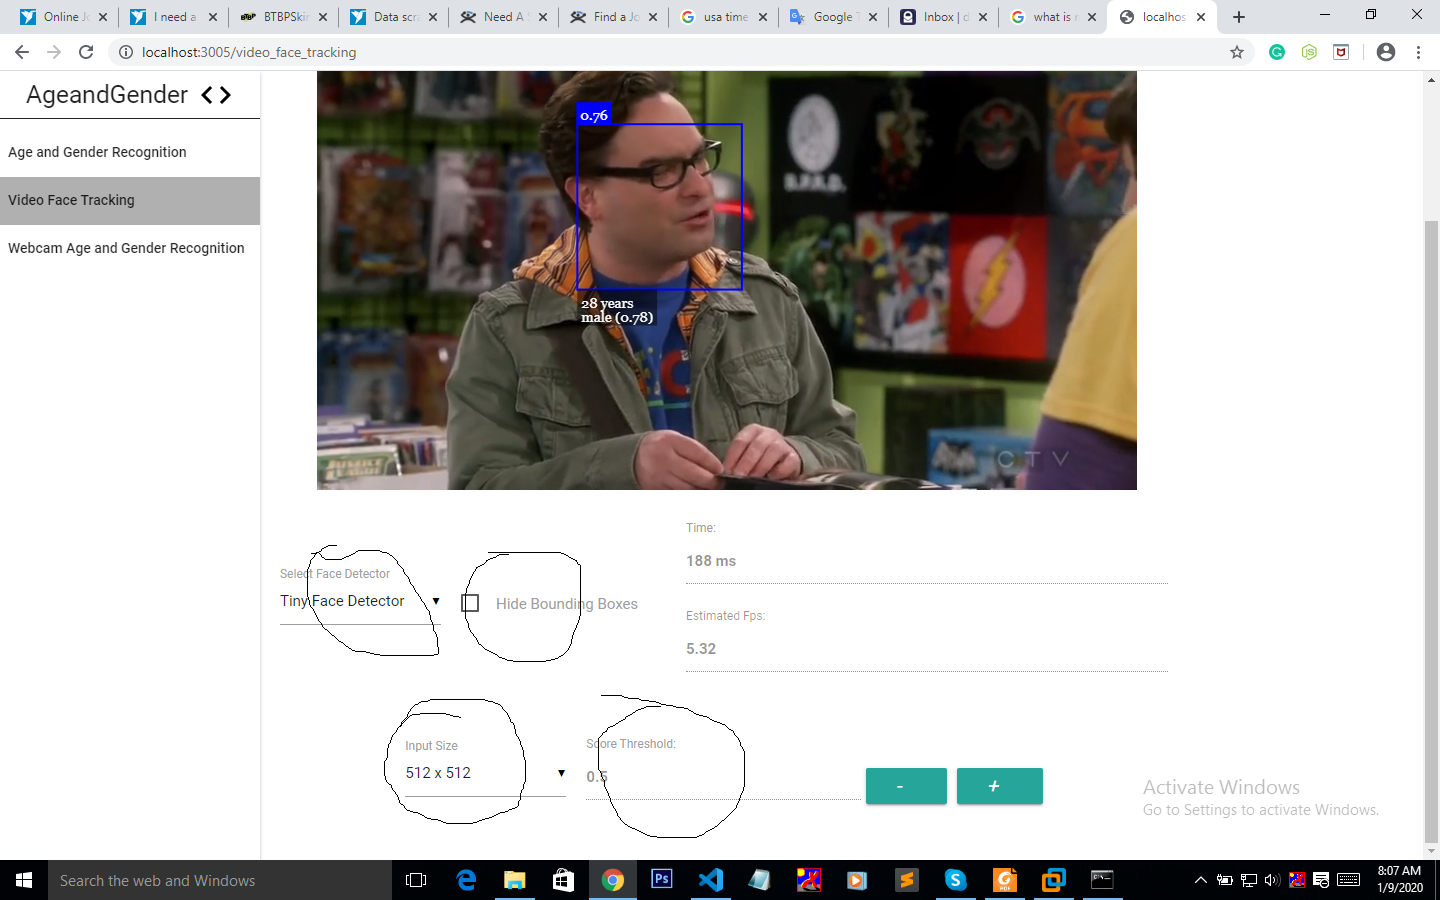 Online Jo
I need a
BTBPSkin
Data scra
Need A S
Find a Jo
usa time
Google T
Inbox | d
what is n
localhos
localhost:3005/video_face_tracking
AgeandGender
Age and Gender Recognition
Video Face Tracking
Webcam Age and Gender Recognition
0.76
28 years
male (0.78)
B.P.R.D.
JUSTICE
CTV
Select Face Detector
Tiny Face Detector
Hide Bounding Boxes
Time:
188 ms
Estimated Fps:
5.32
Input Size
512 x 512
Score Threshold:
0.5
-
+
Activate Windows
Go to Settings to activate Windows.
Search the web and Windows
Ps
PDF
8:07 AM
1/9/2020